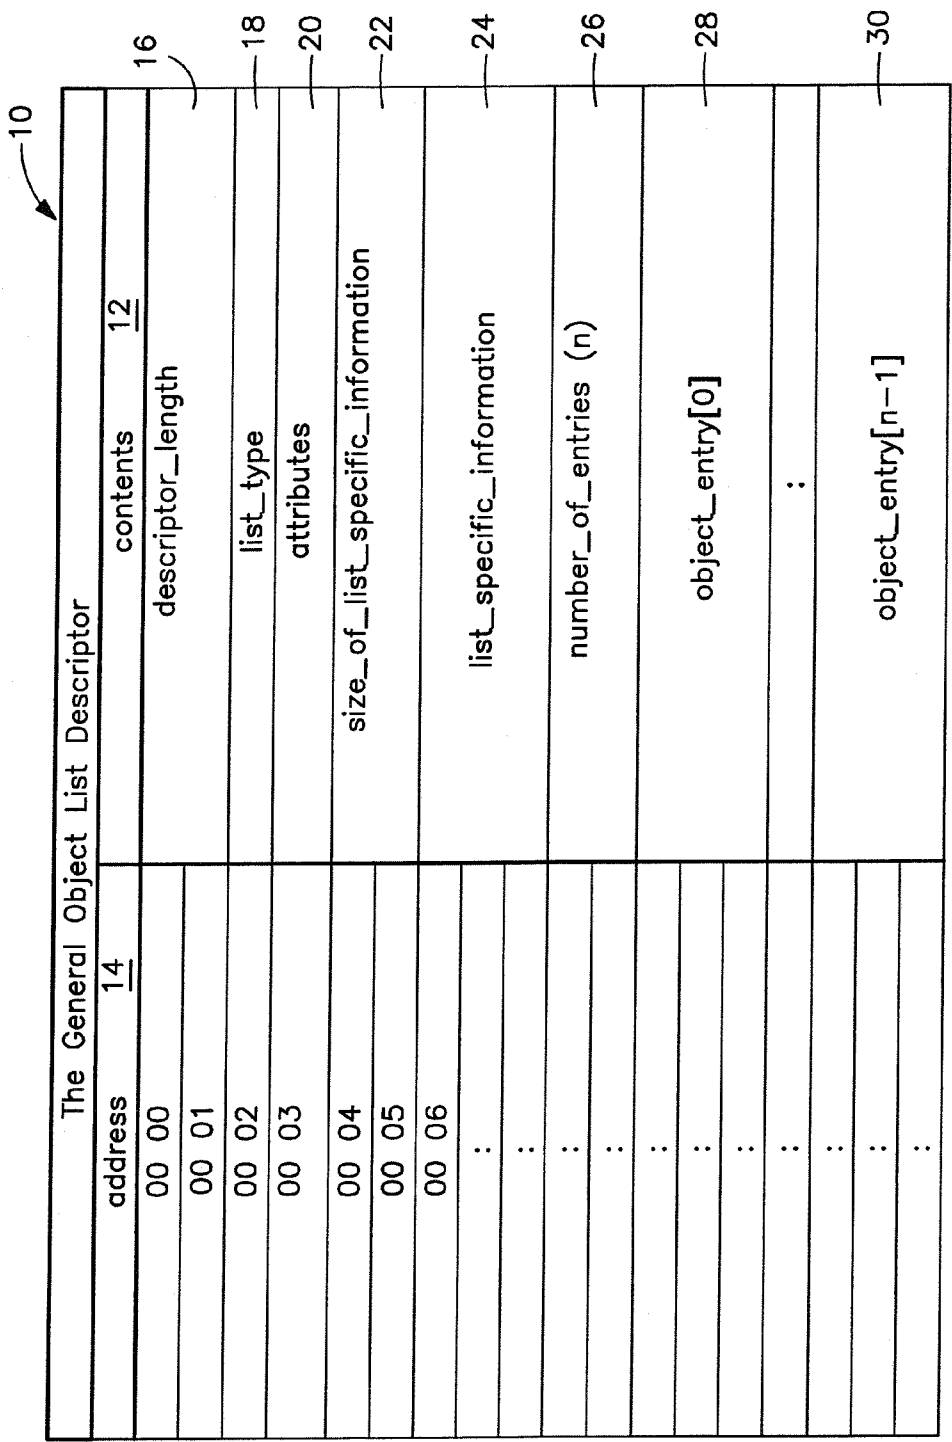 10
The General Object List Descriptor
address 14 contents 12
00 00 descriptor_length 16
00 01
00 02 list_type 18
00 03 attributes 20
00 04 size_of_list_specific_information 22
00 05
00 06 list_specific_information 24
:
:
: number_of_entries (n) 26
:
: object_entry[0] 28
:
:
: :
: object_entry[n-1] 30
:
: